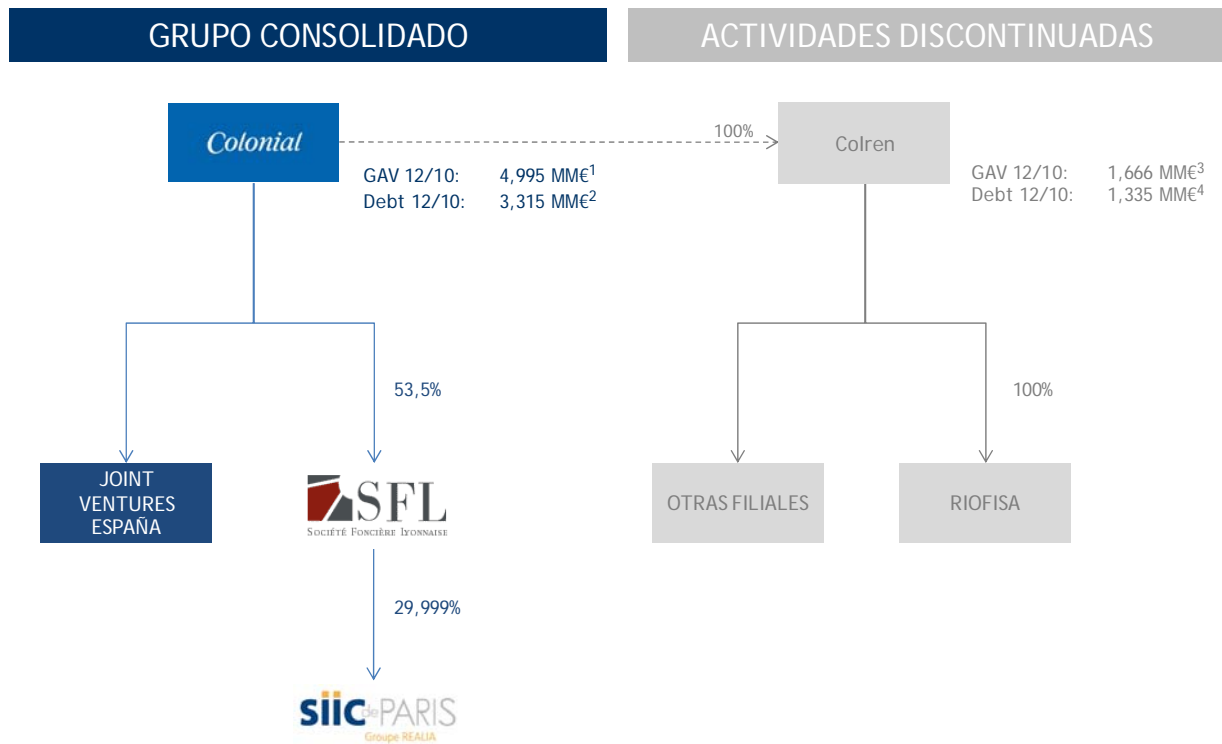 GRUPO CONSOLIDADO
ACTIVIDADES DISCONTINUADAS
Colonial
100%
Colren
GAV 12/10: 4,995 MM€¹
Debt 12/10: 3,315 MM€²
GAV 12/10: 1,666 MM€³
Debt 12/10: 1,335 MM€⁴
53,5%
100%
JOINT
VENTURES
ESPAÑA
SFL
SOCIÉTÉ FONCIÈRE LYONNAISE
OTRAS FILIALES
RIOFISA
29,999%
siic de PARIS
Groupe REALIA